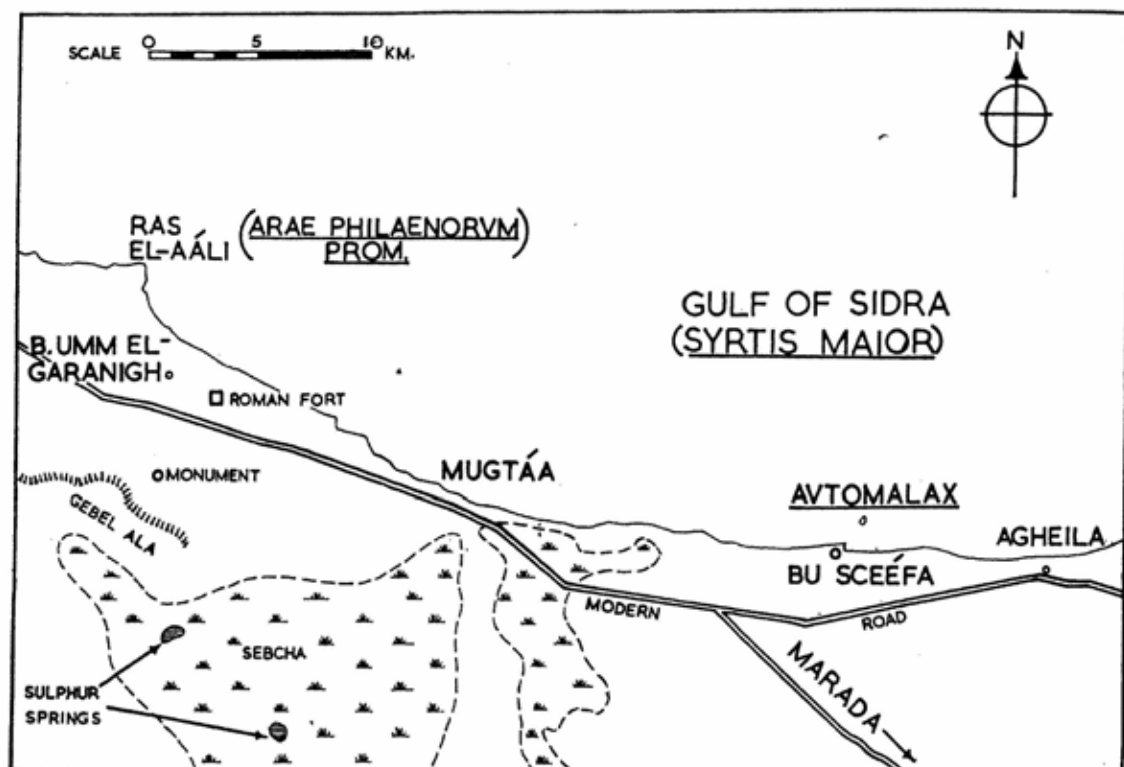 SCALE 0 5 10 KM.
N
RAS
EL-AÁLI
(ARAE PHILAENORVM
PROM.)
GULF OF SIDRA
(SYRTIS MAIOR)
B. UMM EL-
GARANIGH
ROMAN FORT
MONUMENT
MUGTÁA
AVTOMALAX
AGHEILA
GEBEL ALA
BU SCEÉFA
MODERN ROAD
SEBCHA
MARADA
SULPHUR
SPRINGS